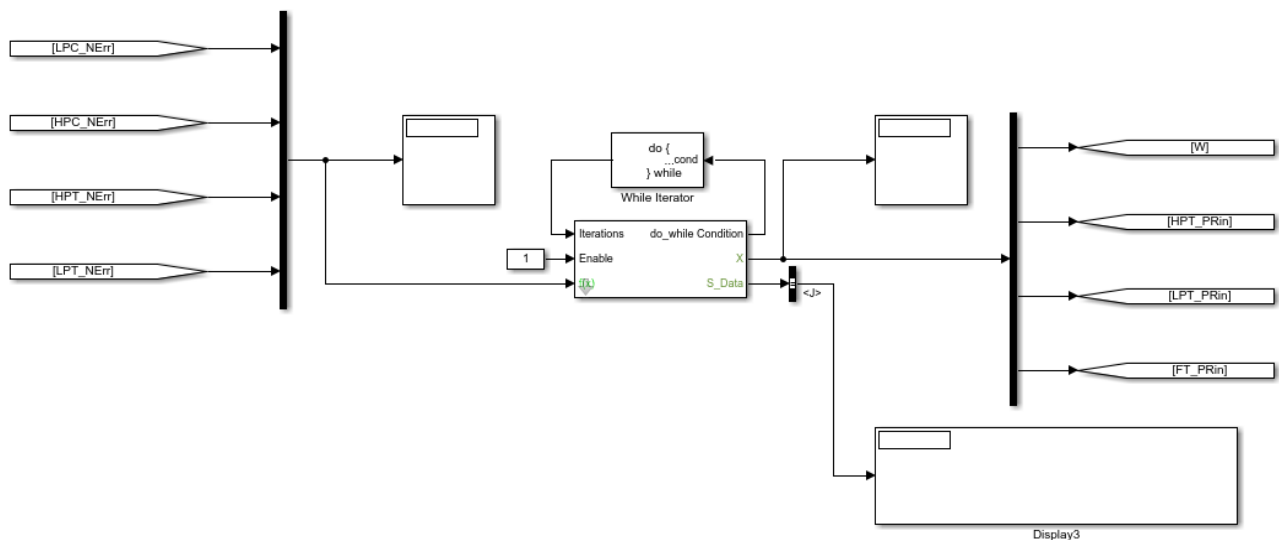 [LPC_NErr]
[HPC_NErr]
[HPT_NErr]
[LPT_NErr]
do {
...cond
} while
While Iterator
Iterations
do_while Condition
1
Enable
X
S_Data
<J>
[W]
[HPT_PRin]
[LPT_PRin]
[FT_PRin]
Display3